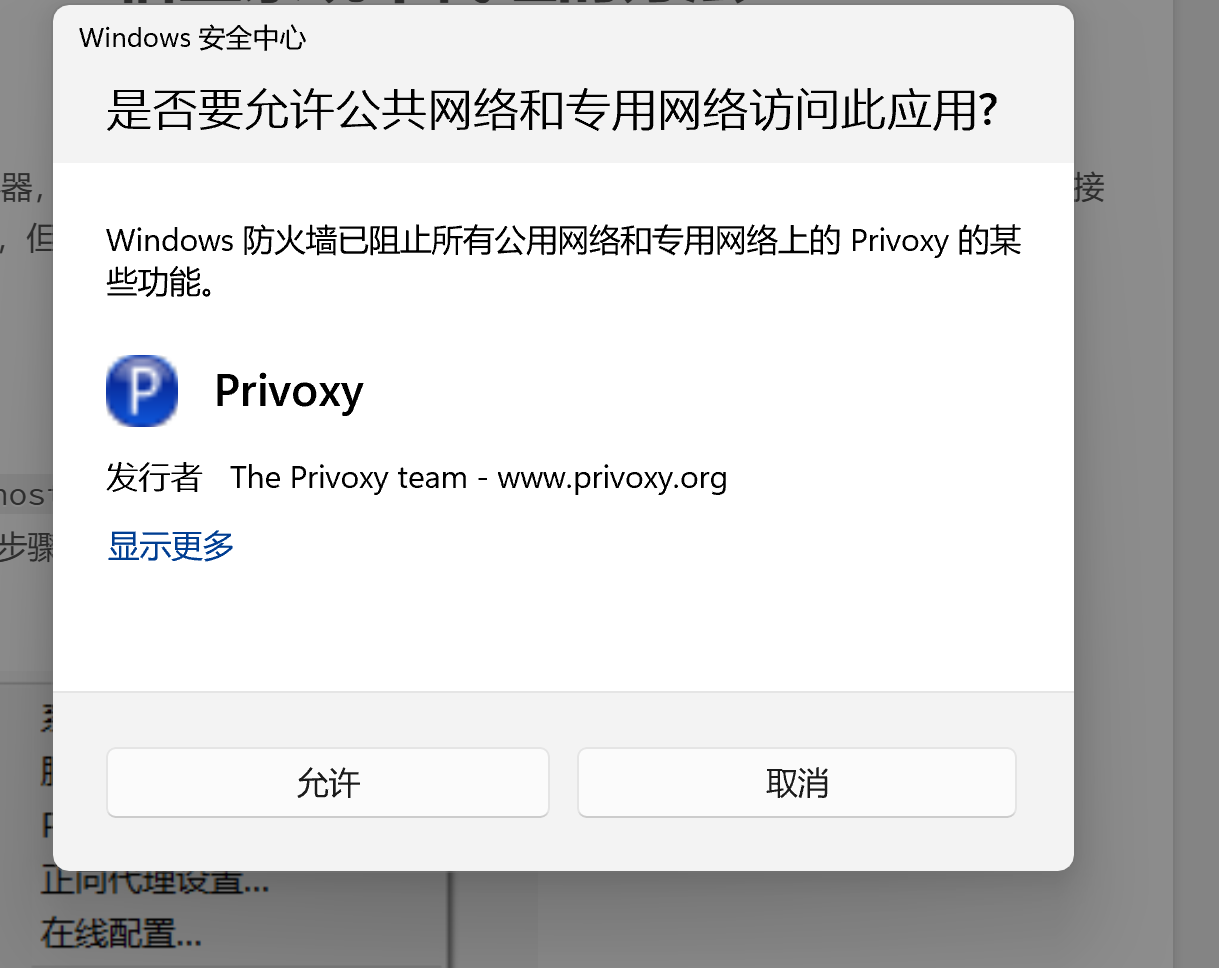 Windows 安全中心
是否要允许公共网络和专用网络访问此应用?
器,
接
, 但
Windows 防火墙已阻止所有公用网络和专用网络上的 Privoxy 的某
些功能。
P
Privoxy
发行者 The Privoxy team - www.privoxy.org
步骤
显示更多
允许
取消
正向代理设置...
在线配置...